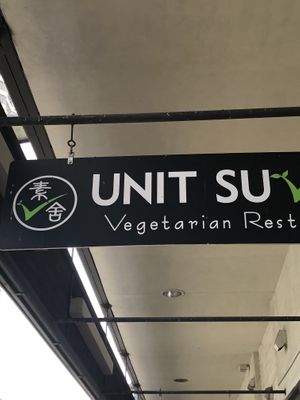 素舍
UNIT SU
Vegetarian Rest